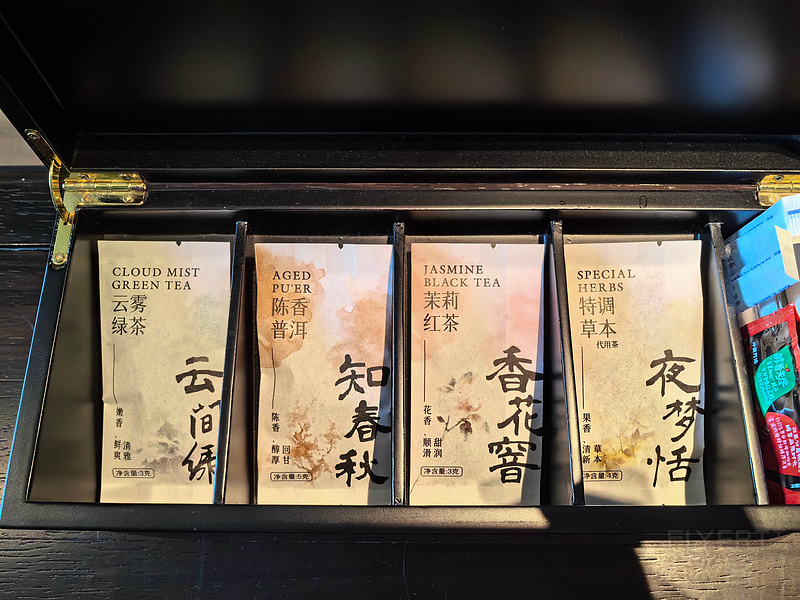 CLOUD MIST
GREEN TEA
云雾
绿茶
云间绿
嫩香
鲜爽
清雅
净含量:3克
AGED
PU'ER
陈香
普洱
知春秋
陈香
醇厚
回甘
净含量:5克
JASMINE
BLACK TEA
茉莉
红茶
香花窖
花香
顺滑
甜润
净含量:3克
SPECIAL
HERBS
特调
草本
代用茶
夜梦恬
果香
清新
草本
净含量:4克
FLYERT